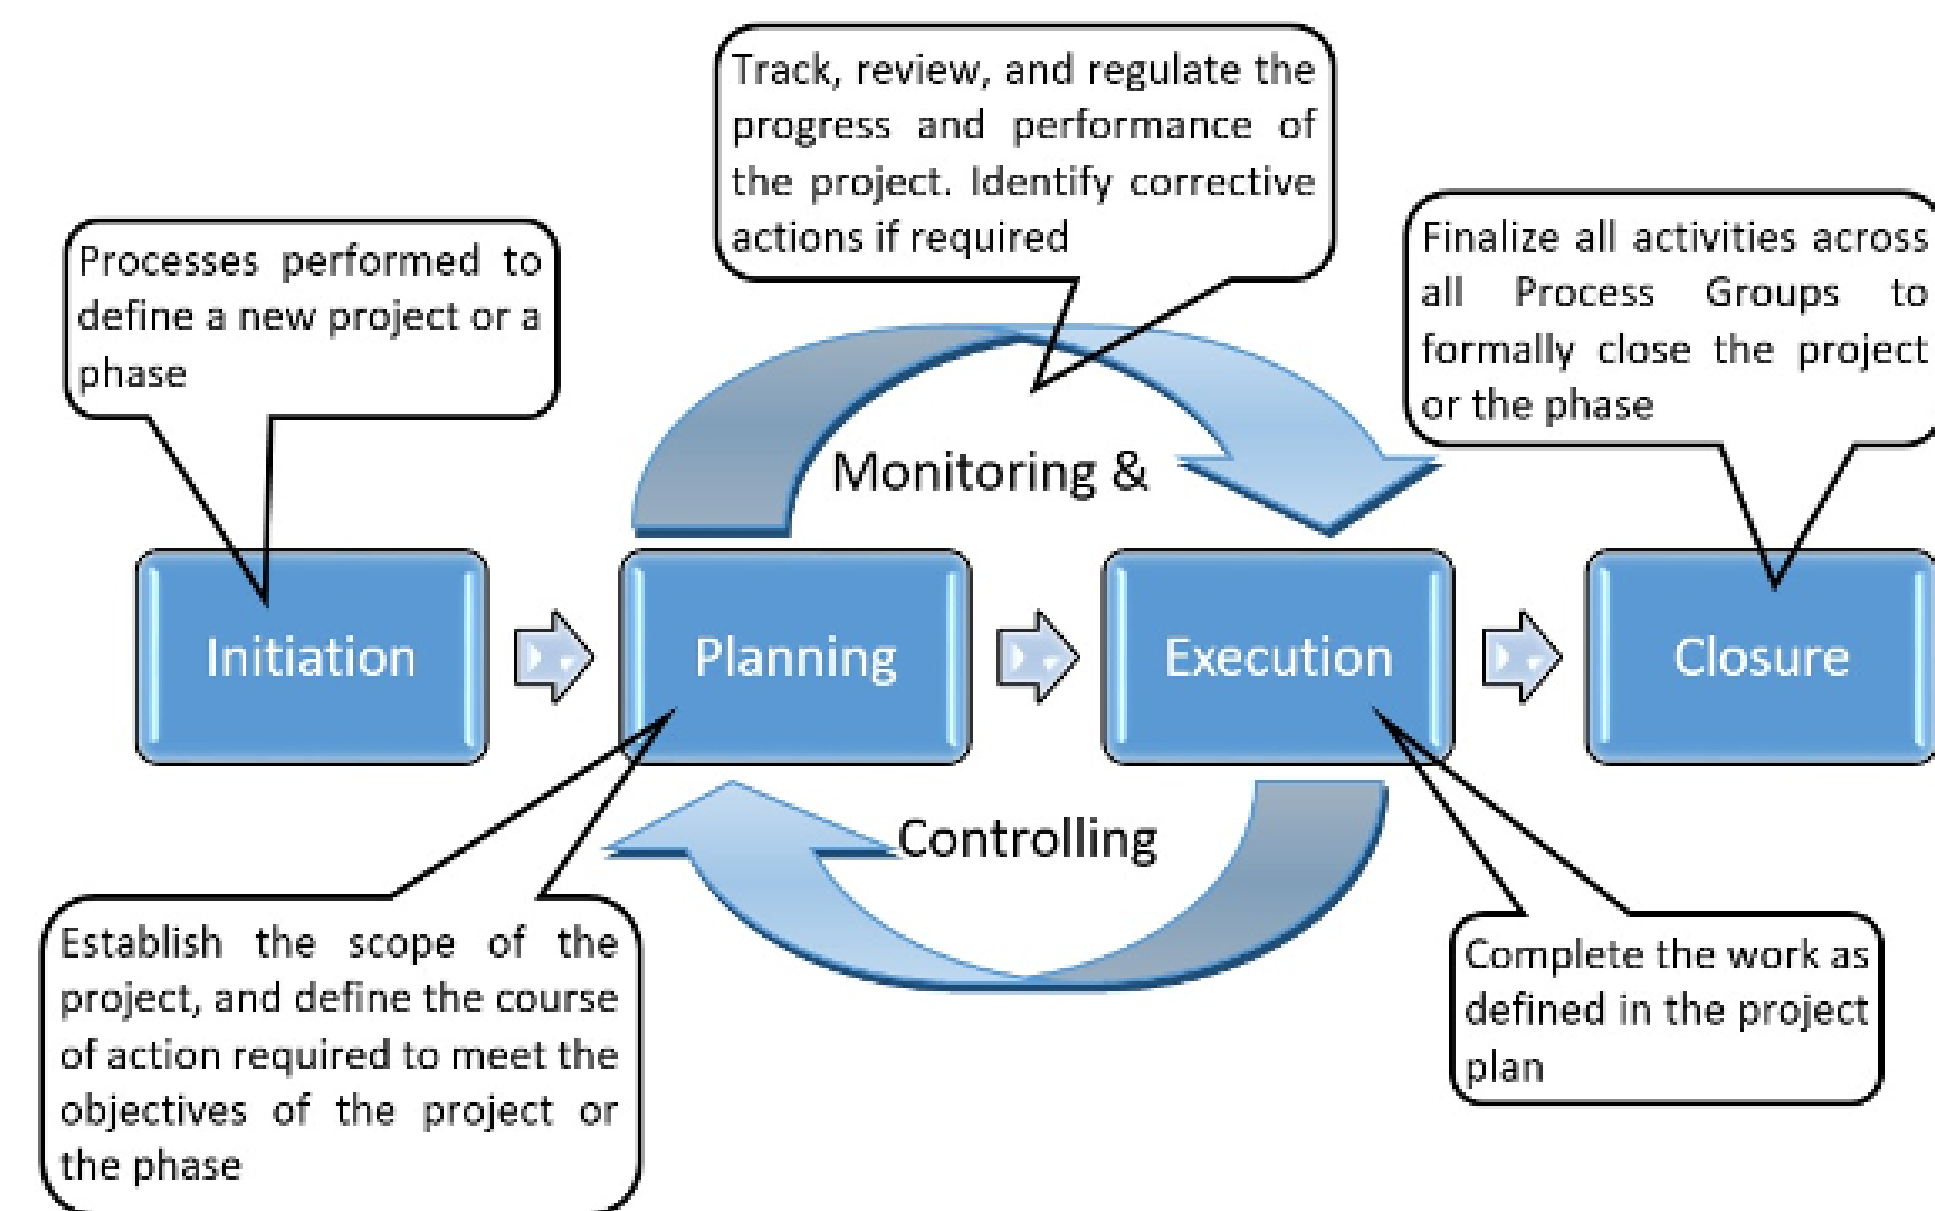 Track, review, and regulate the
progress and performance of
the project. Identify corrective
actions if required
Processes performed to
define a new project or a
phase
Finalize all activities across
all Process Groups to
formally close the project
or the phase
Monitoring &
Initiation
Planning
Execution
Closure
Controlling
Establish the scope of the
project, and define the course
of action required to meet the
objectives of the project or
the phase
Complete the work as
defined in the project
plan